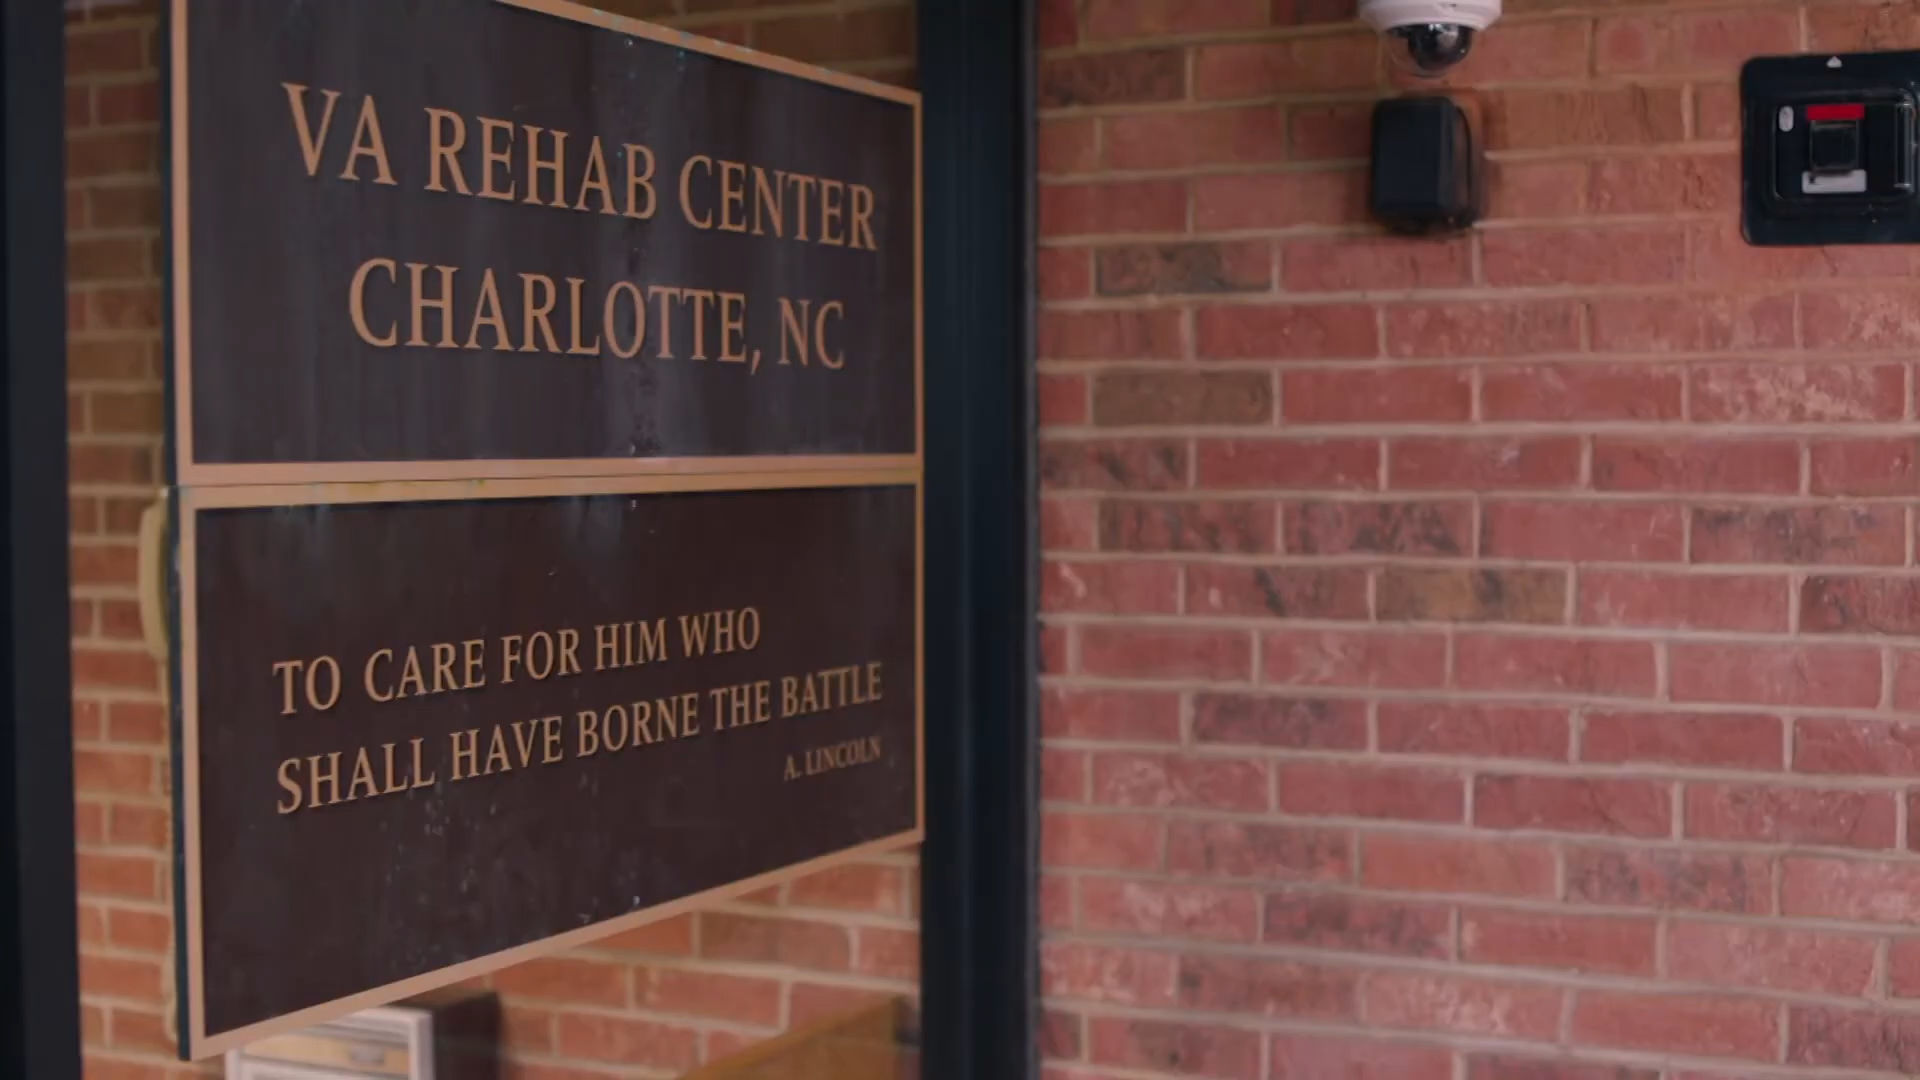 VA REHAB CENTER
CHARLOTTE, NC
TO CARE FOR HIM WHO
SHALL HAVE BORNE THE BATTLE
A. LINCOLN